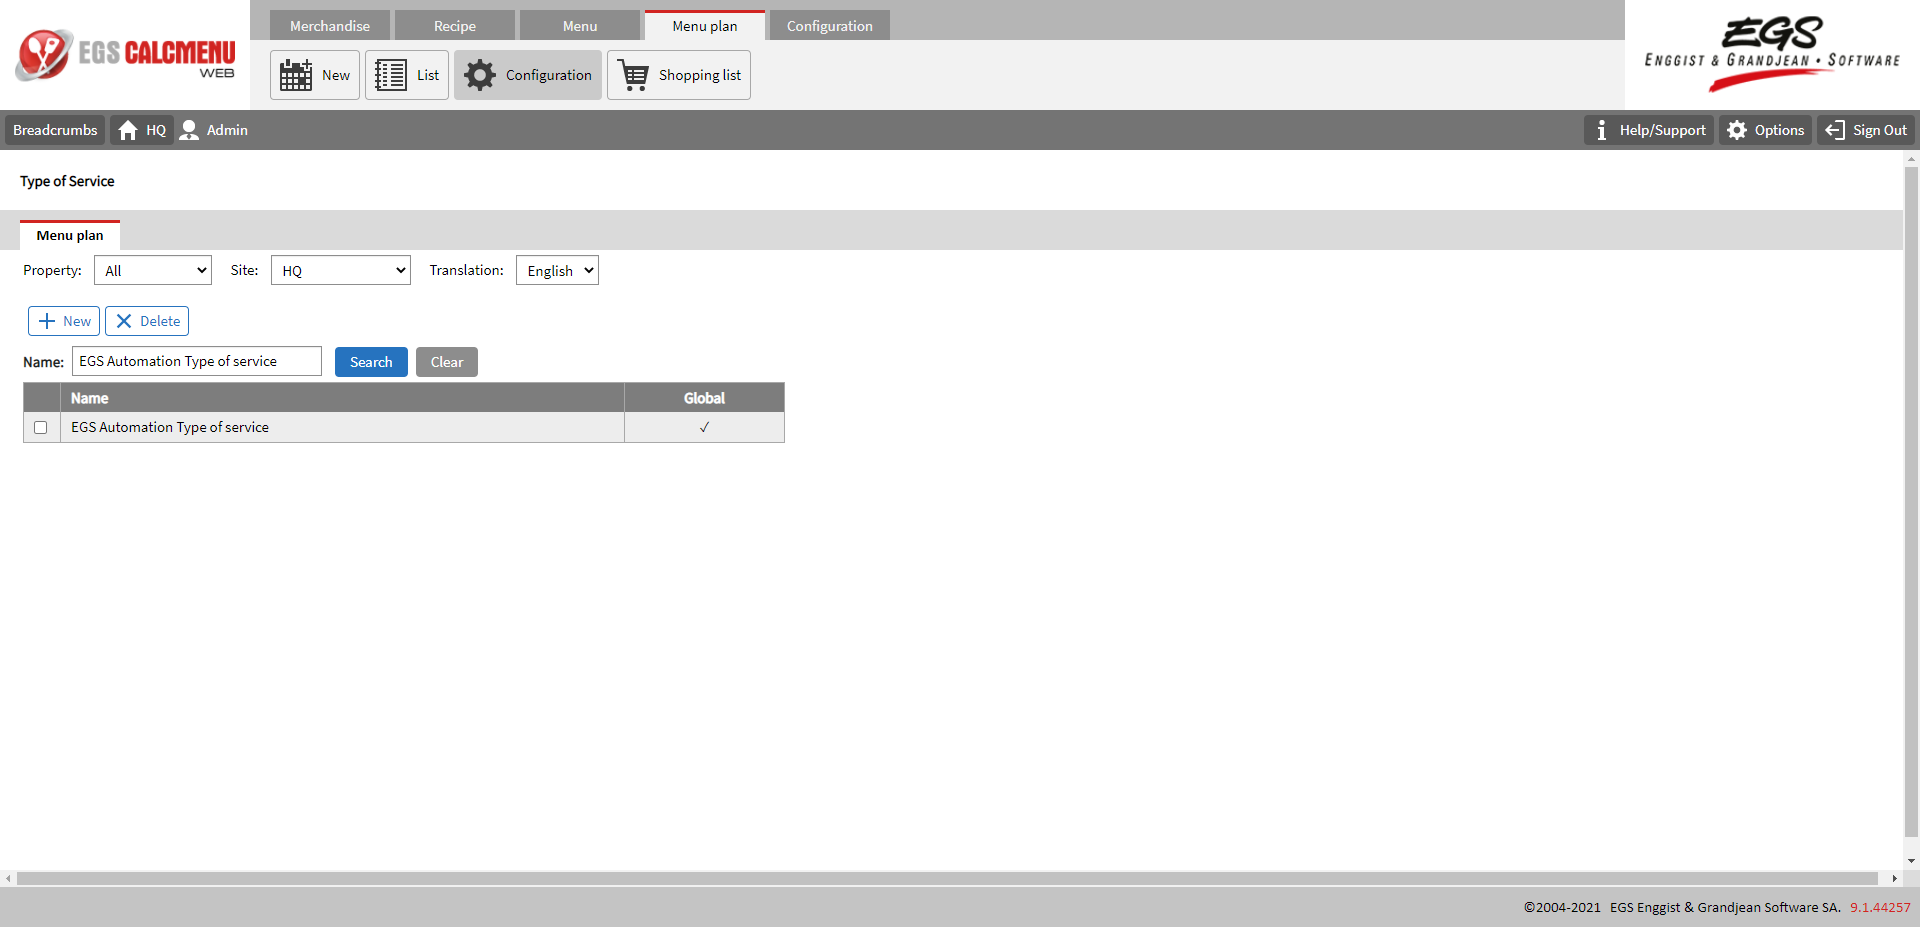 EGS CALCMENU WEB
Merchandise Recipe Menu Menu plan Configuration
New List Configuration Shopping list
EGS
ENGGIST & GRANDJEAN • SOFTWARE
Breadcrumbs HQ Admin Help/Support Options Sign Out
Type of Service
Menu plan
Property: All Site: HQ Translation: English
New Delete
Name: EGS Automation Type of service Search Clear
Name Global
EGS Automation Type of service ✓
©2004-2021 EGS Enggist & Grandjean Software SA. 9.1.44257